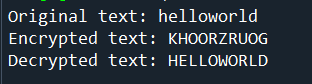 Original text: helloworld
Encrypted text: KHOORZRUOG
Decrypted text: HELLOWORLD